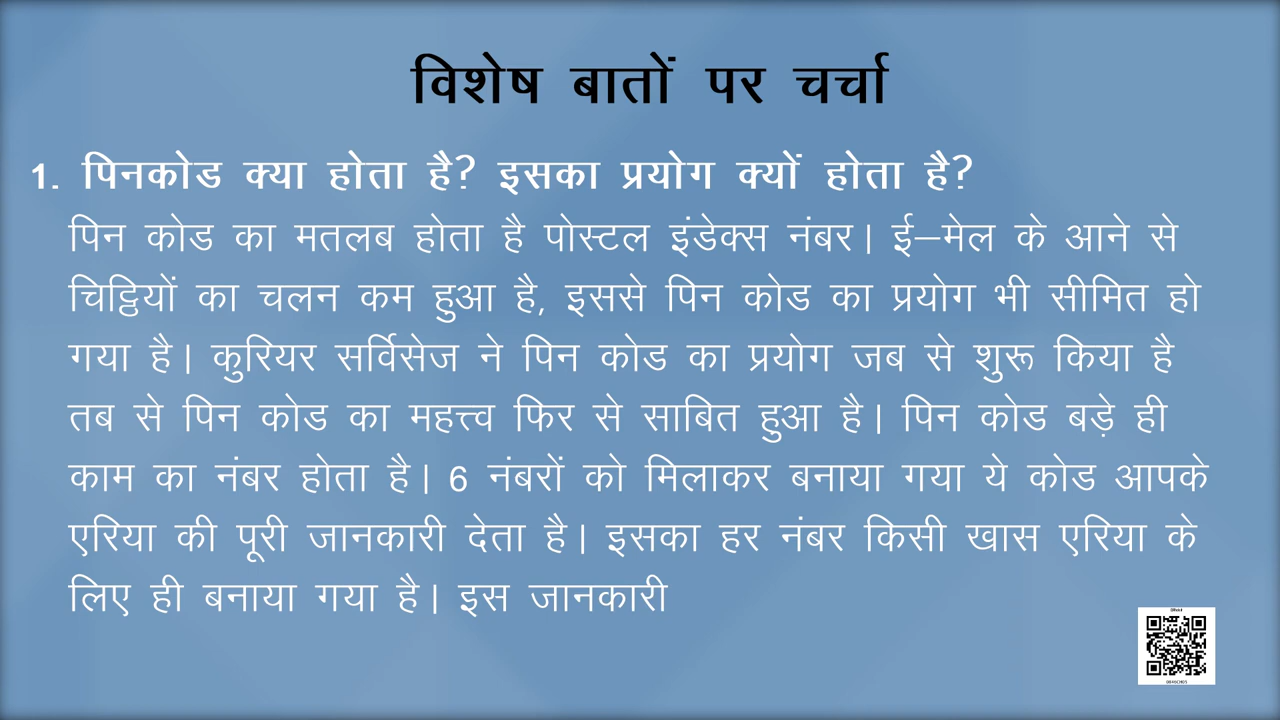 विशेष बातों पर चर्चा
1. पिनकोड क्या होता है? इसका प्रयोग क्यों होता है?
पिन कोड का मतलब होता है पोस्टल इंडेक्स नंबर। ई–मेल के आने से
चिट्ठियों का चलन कम हुआ है, इससे पिन कोड का प्रयोग भी सीमित हो
गया है। कुरियर सर्विसेज ने पिन कोड का प्रयोग जब से शुरू किया है
तब से पिन कोड का महत्त्व फिर से साबित हुआ है। पिन कोड बड़े ही
काम का नंबर होता है। 6 नंबरों को मिलाकर बनाया गया ये कोड आपके
एरिया की पूरी जानकारी देता है। इसका हर नंबर किसी खास एरिया के
लिए ही बनाया गया है। इस जानकारी